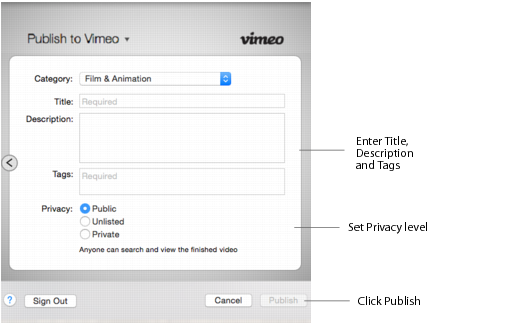 Publish to Vimeo
vimeo
Category: Film & Animation
Title: Required
Description:
Enter Title,
Description
and Tags
Tags: Required
Privacy: Public
Unlisted
Set Privacy level
Private
Anyone can search and view the finished video
? Sign Out Cancel Publish
Click Publish